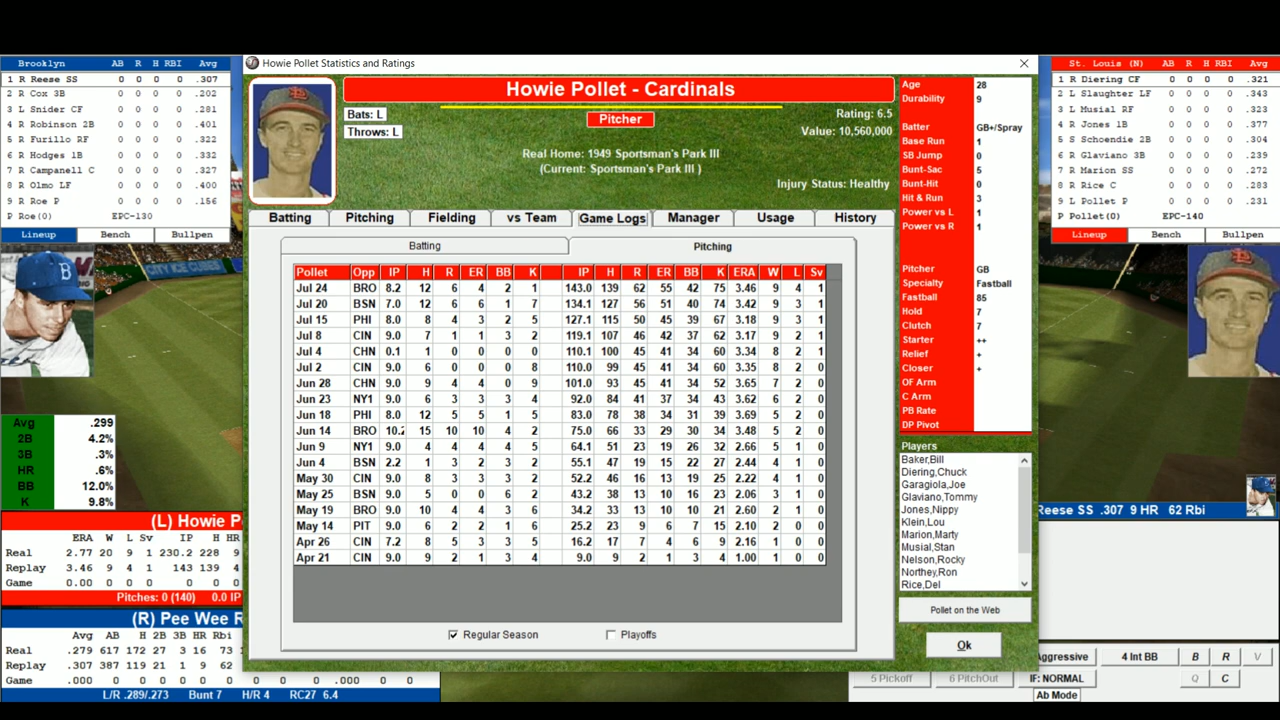 Howie Pollet Statistics and Ratings
Brooklyn AB R H RBI Avg
1 R Reese SS 0 0 0 0 .307
2 R Cox 3B 0 0 0 0 .202
3 L Snider CF 0 0 0 0 .281
4 R Robinson 2B 0 0 0 0 .401
5 R Furillo RF 0 0 0 0 .322
6 R Hodges 1B 0 0 0 0 .332
7 R Campanell C 0 0 0 0 .327
8 R Olmo LF 0 0 0 0 .400
9 R Roe P 0 0 0 0 .156
P Roe(0) EPC-130
Lineup Bench Bullpen
Howie Pollet - Cardinals
Bats: L
Throws: L
Pitcher
Rating: 6.5
Value: 10,560,000
Real Home: 1949 Sportsman's Park III
(Current: Sportsman's Park III )
Injury Status: Healthy
Batting Pitching Fielding vs Team Game Logs Manager Usage History
Batting Pitching
Pollet Opp IP H R ER BB K IP H R ER BB K ERA W L Sv
Jul 24 BRO 8.2 12 6 4 2 1 143.0 139 62 55 42 75 3.46 9 4 1
Jul 20 BSN 7.0 12 6 6 1 7 134.1 127 56 51 40 74 3.42 9 3 1
Jul 15 PHI 8.0 8 4 3 2 5 127.1 115 50 45 39 67 3.18 9 3 1
Jul 8 CIN 9.0 7 1 1 3 2 119.1 107 46 42 37 62 3.17 9 2 1
Jul 4 CHN 0.1 1 0 0 0 0 110.1 100 45 41 34 60 3.34 8 2 1
Jul 2 CIN 9.0 6 0 0 0 8 110.0 99 45 41 34 60 3.35 8 2 0
Jun 28 CHN 9.0 9 4 4 0 9 101.0 93 45 41 34 52 3.65 7 2 0
Jun 23 NY1 9.0 6 3 3 3 4 92.0 84 41 37 34 43 3.62 6 2 0
Jun 18 PHI 8.0 12 5 5 1 5 83.0 78 38 34 31 39 3.69 5 2 0
Jun 14 BRO 10.2 15 10 10 4 2 75.0 66 33 29 30 34 3.48 5 2 0
Jun 9 NY1 9.0 4 4 4 4 5 64.1 51 23 19 26 32 2.66 5 1 0
Jun 4 BSN 2.2 1 3 2 3 2 55.1 47 19 15 22 27 2.44 4 1 0
May 30 CIN 9.0 8 3 3 3 2 52.2 46 16 13 19 25 2.22 4 1 0
May 25 BSN 9.0 5 0 0 6 2 43.2 38 13 10 16 23 2.06 3 1 0
May 19 BRO 9.0 10 4 4 3 6 34.2 33 13 10 10 21 2.60 2 1 0
May 14 PIT 9.0 6 2 2 1 6 25.2 23 9 6 7 15 2.10 2 0 0
Apr 26 CIN 7.2 8 5 3 3 5 16.2 17 7 4 6 9 2.16 1 0 0
Apr 21 CIN 9.0 9 2 1 3 4 9.0 9 2 1 3 4 1.00 1 0 0
Regular Season Playoffs
Age 28
Durability 9
Batter GB+/Spray
Base Run 1
SB Jump 0
Bunt-Sac 5
Bunt-Hit 0
Hit & Run 3
Power vs L 1
Power vs R 1
Pitcher GB
Specialty Fastball
Fastball 85
Hold 7
Clutch 7
Starter ++
Relief +
Closer +
OF Arm
C Arm
PB Rate
DP Pivot
Players
Baker,Bill
Diering,Chuck
Garagiola,Joe
Glaviano,Tommy
Jones,Nippy
Klein,Lou
Marion,Marty
Musial,Stan
Nelson,Rocky
Northey,Ron
Rice,Del
Pollet on the Web
Ok
St. Louis (N) AB R H RBI Avg
1 R Diering CF 0 0 0 0 .321
2 L Slaughter LF 0 0 0 0 .343
3 L Musial RF 0 0 0 0 .323
4 R Jones 1B 0 0 0 0 .377
5 S Schoendie 2B 0 0 0 0 .304
6 R Glaviano 3B 0 0 0 0 .239
7 R Marion SS 0 0 0 0 .272
8 R Rice C 0 0 0 0 .283
9 L Pollet P 0 0 0 0 .231
P Pollet(0) EPC-140
Lineup Bench Bullpen
CITY ICE CUBES
B
Avg .299
2B 4.2%
3B .3%
HR .6%
BB 12.0%
K 9.8%
(L) Howie P
ERA W L Sv IP H HR
Real 2.77 20 9 1 230.2 228 9
Replay 3.46 9 4 1 143 139 4
Game 0.00 0 0 0 0 0 0
Pitches: 0 (140) 0.0 IP
(R) Pee Wee R
Avg AB H 2B 3B HR Rbi
Real .279 617 172 27 3 16 73
Replay .307 387 119 21 1 9 62
Game .000 0 0 0 0 0 0 .000 0 0
L/R .289/.273 Bunt 7 H/R 4 RC27 6.4
Reese SS .307 9 HR 62 Rbi
Aggressive 4 Int BB B R V
5 Pickoff 6 PitchOut IF: NORMAL Q C
Ab Mode